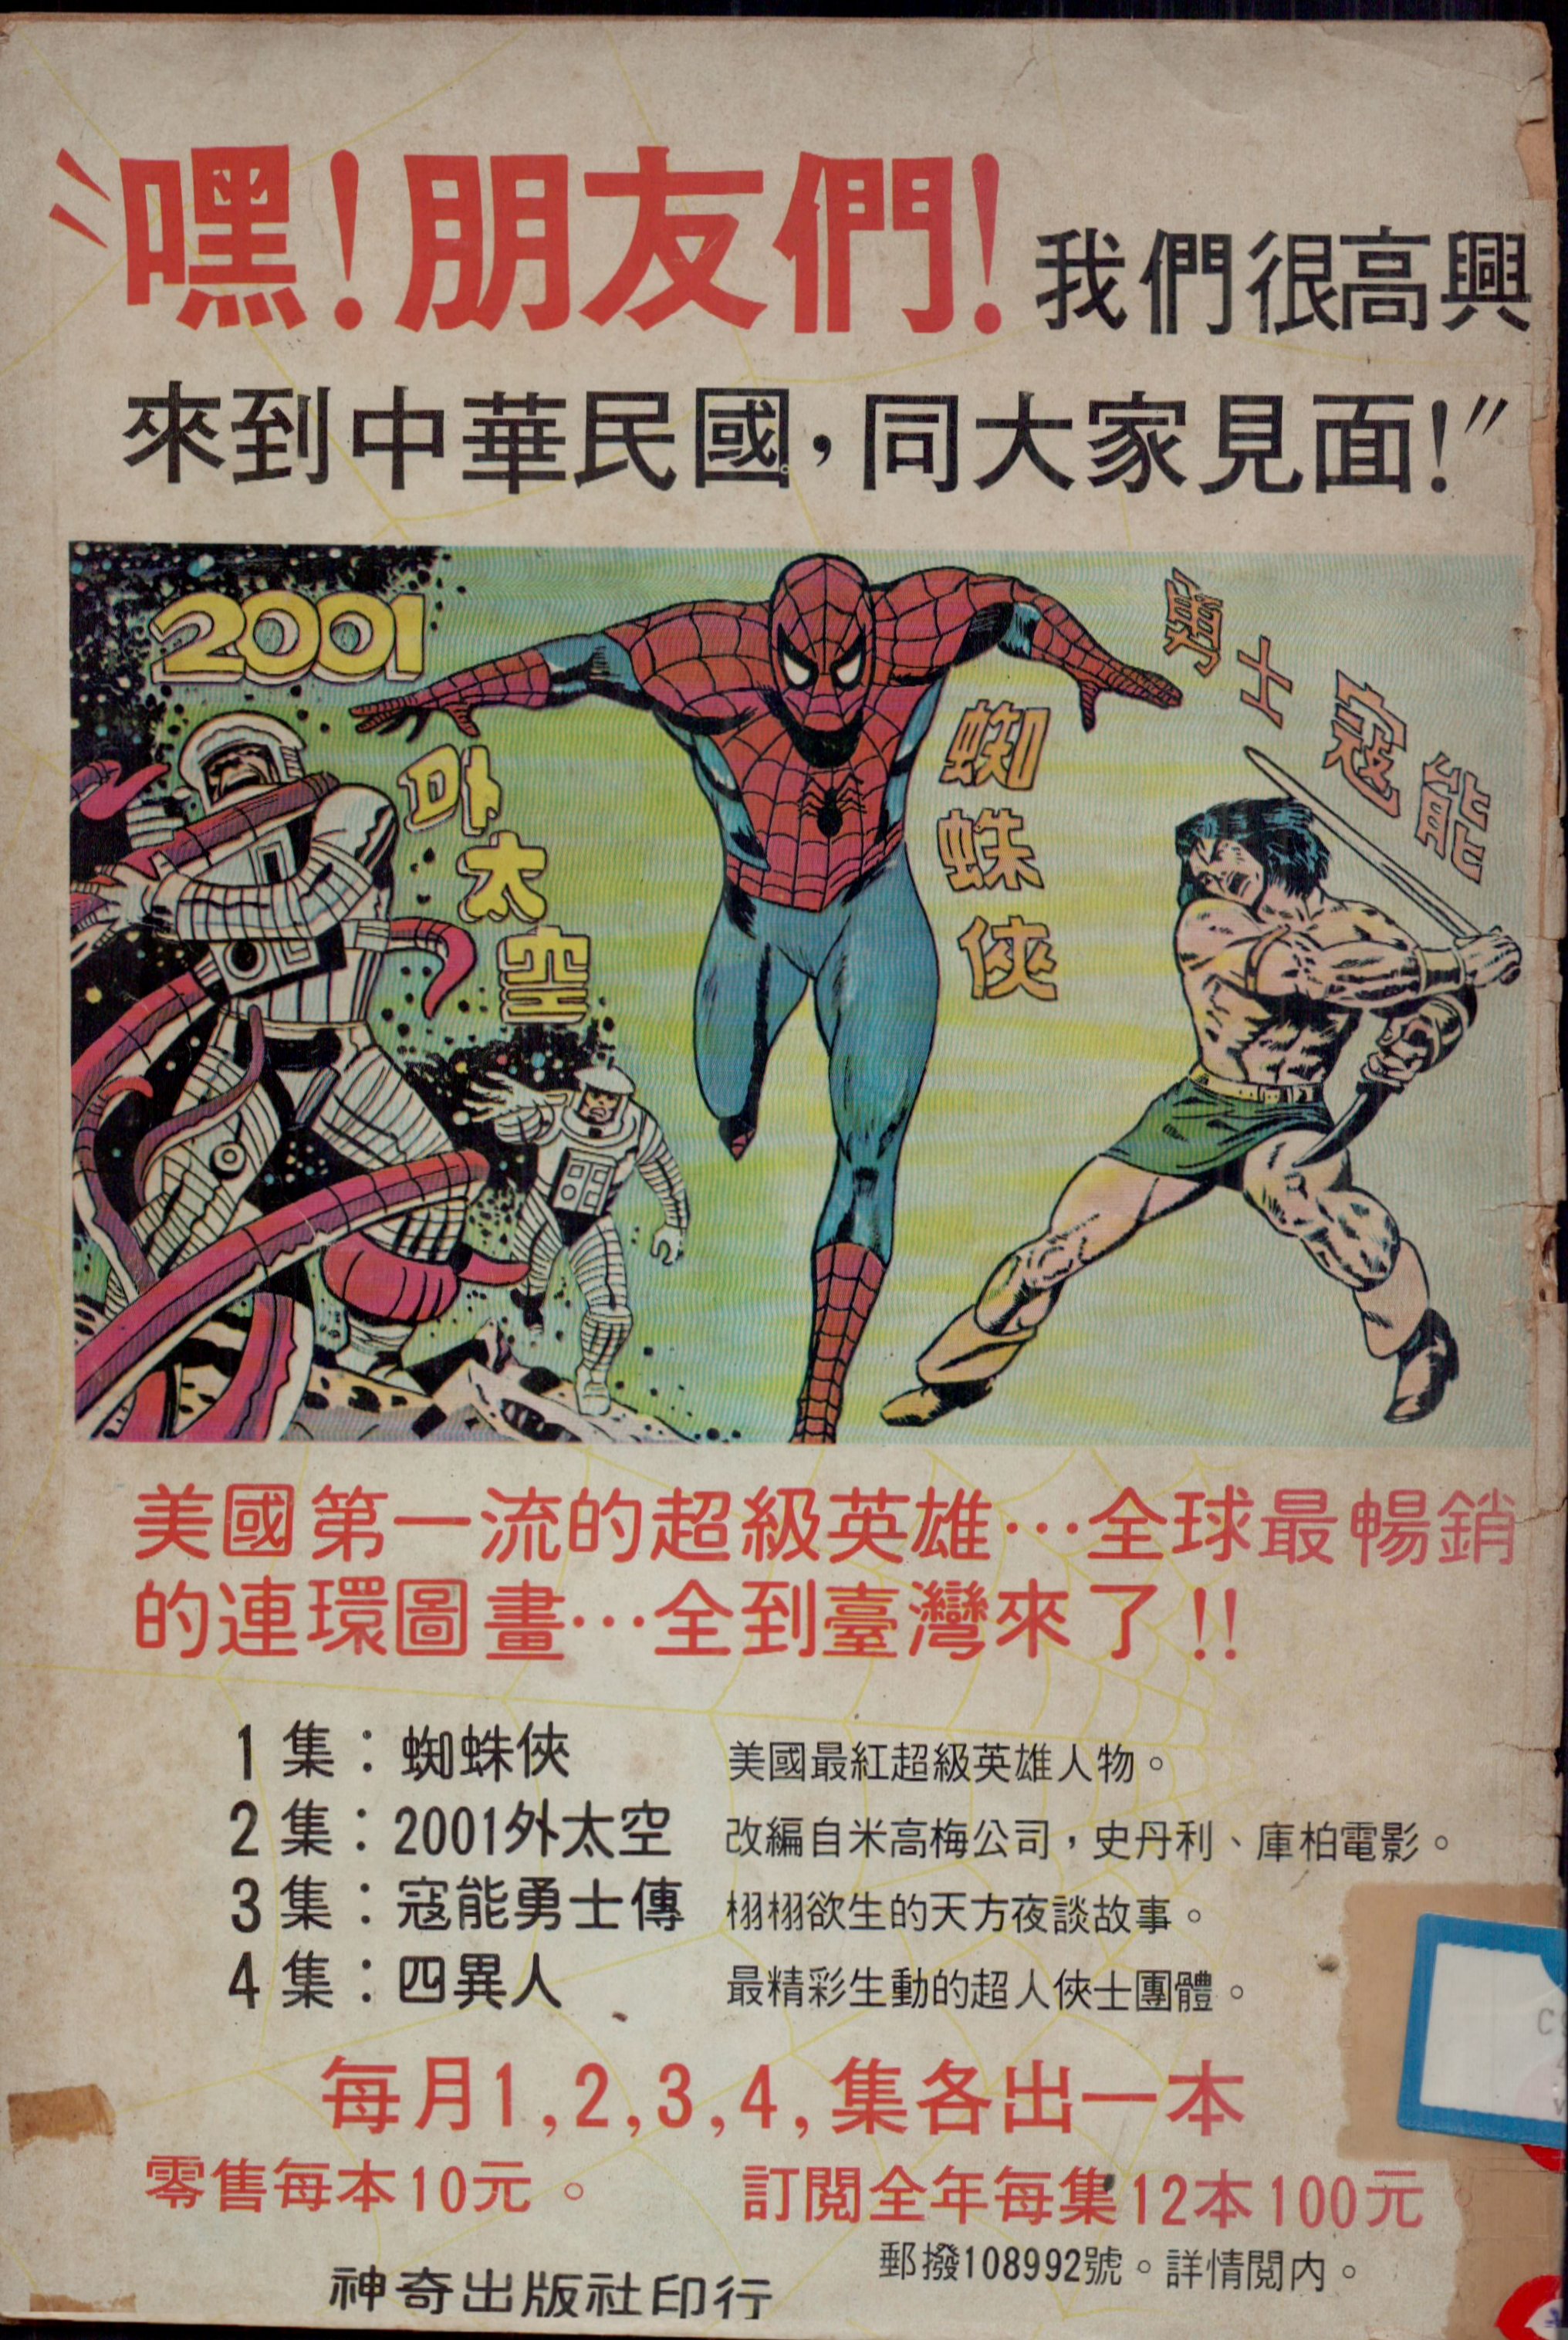 "嘿!朋友們!我們很高興
來到中華民國,同大家見面!"
2001
外太空
蜘蛛俠
勇士
寇能
美國第一流的超級英雄…全球最暢銷
的連環圖畫…全到臺灣來了!!
1集:蜘蛛俠 美國最紅超級英雄人物。
2集:2001外太空 改編自米高梅公司,史丹利、庫柏電影。
3集:寇能勇士傳 栩栩欲生的天方夜談故事。
4集:四異人 最精彩生動的超人俠士團體。
每月1,2,3,4,集各出一本
零售每本10元。 訂閱全年每集12本100元
郵撥108992號。詳情閱內。
神奇出版社印行